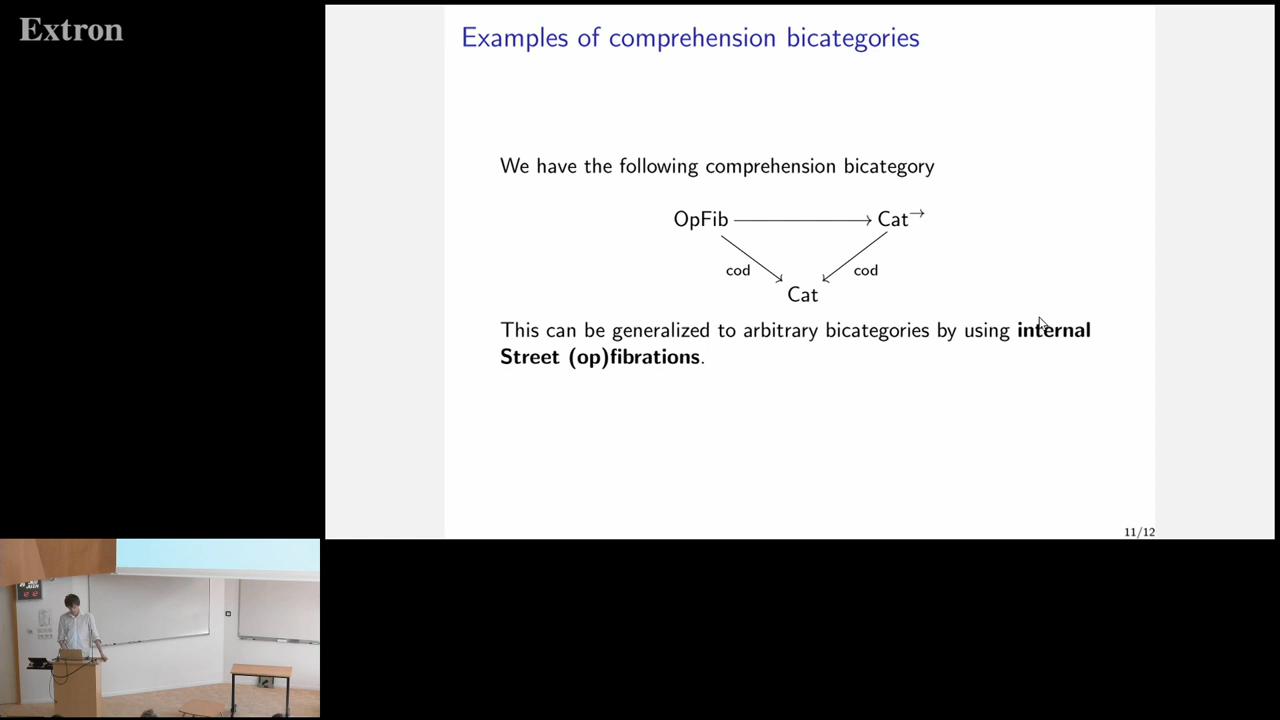 Extron
Examples of comprehension bicategories
We have the following comprehension bicategory
OpFib Cat→
cod cod
Cat
This can be generalized to arbitrary bicategories by using internal
Street (op)fibrations.
11/12